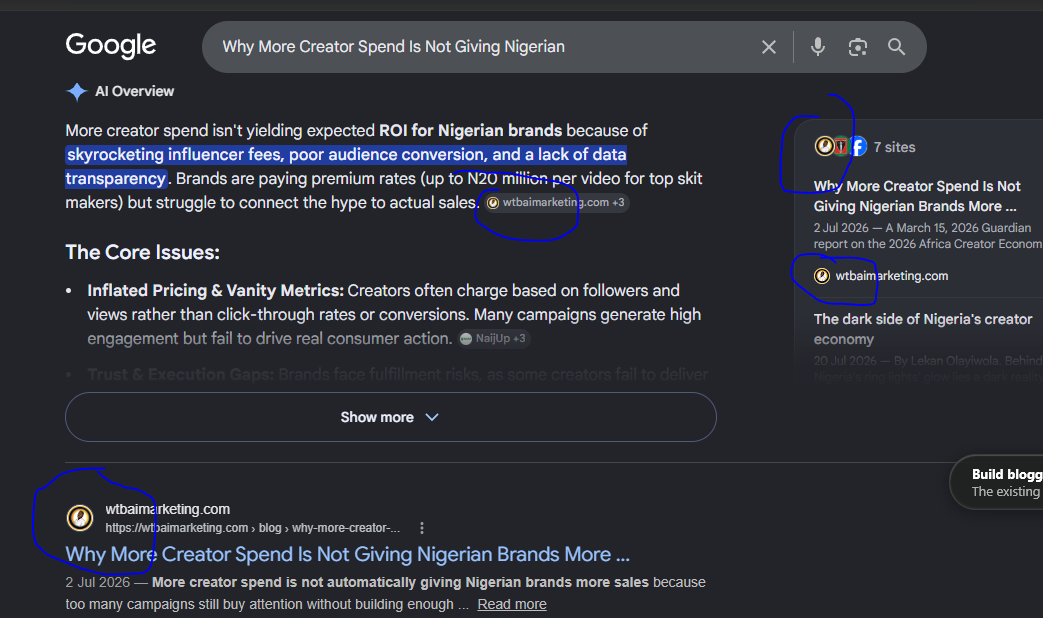 Google
Why More Creator Spend Is Not Giving Nigerian
AI Overview
More creator spend isn't yielding expected ROI for Nigerian brands because of
skyrocketing influencer fees, poor audience conversion, and a lack of data
transparency. Brands are paying premium rates (up to N20 million per video for top skit
makers) but struggle to connect the hype to actual sales. wtbaimarketing.com +3
The Core Issues:
• Inflated Pricing & Vanity Metrics: Creators often charge based on followers and
views rather than click-through rates or conversions. Many campaigns generate high
engagement but fail to drive real consumer action. NaijUp +3
• Trust & Execution Gaps: Brands face fulfillment risks, as some creators fail to deliver
Show more
7 sites
Why More Creator Spend Is Not
Giving Nigerian Brands More ...
2 Jul 2026 — A March 15, 2026 Guardian
report on the 2026 Africa Creator Econom
wtbaimarketing.com
The dark side of Nigeria's creator
economy
20 Jul 2026 — By Lekan Olayiwola. Behind
Nigeria's ring lights' glow lies a dark
Build blogg
The existing
wtbaimarketing.com
https://wtbaimarketing.com › blog › why-more-creator-...
Why More Creator Spend Is Not Giving Nigerian Brands More ...
2 Jul 2026 — More creator spend is not automatically giving Nigerian brands more sales because
too many campaigns still buy attention without building enough ... Read more